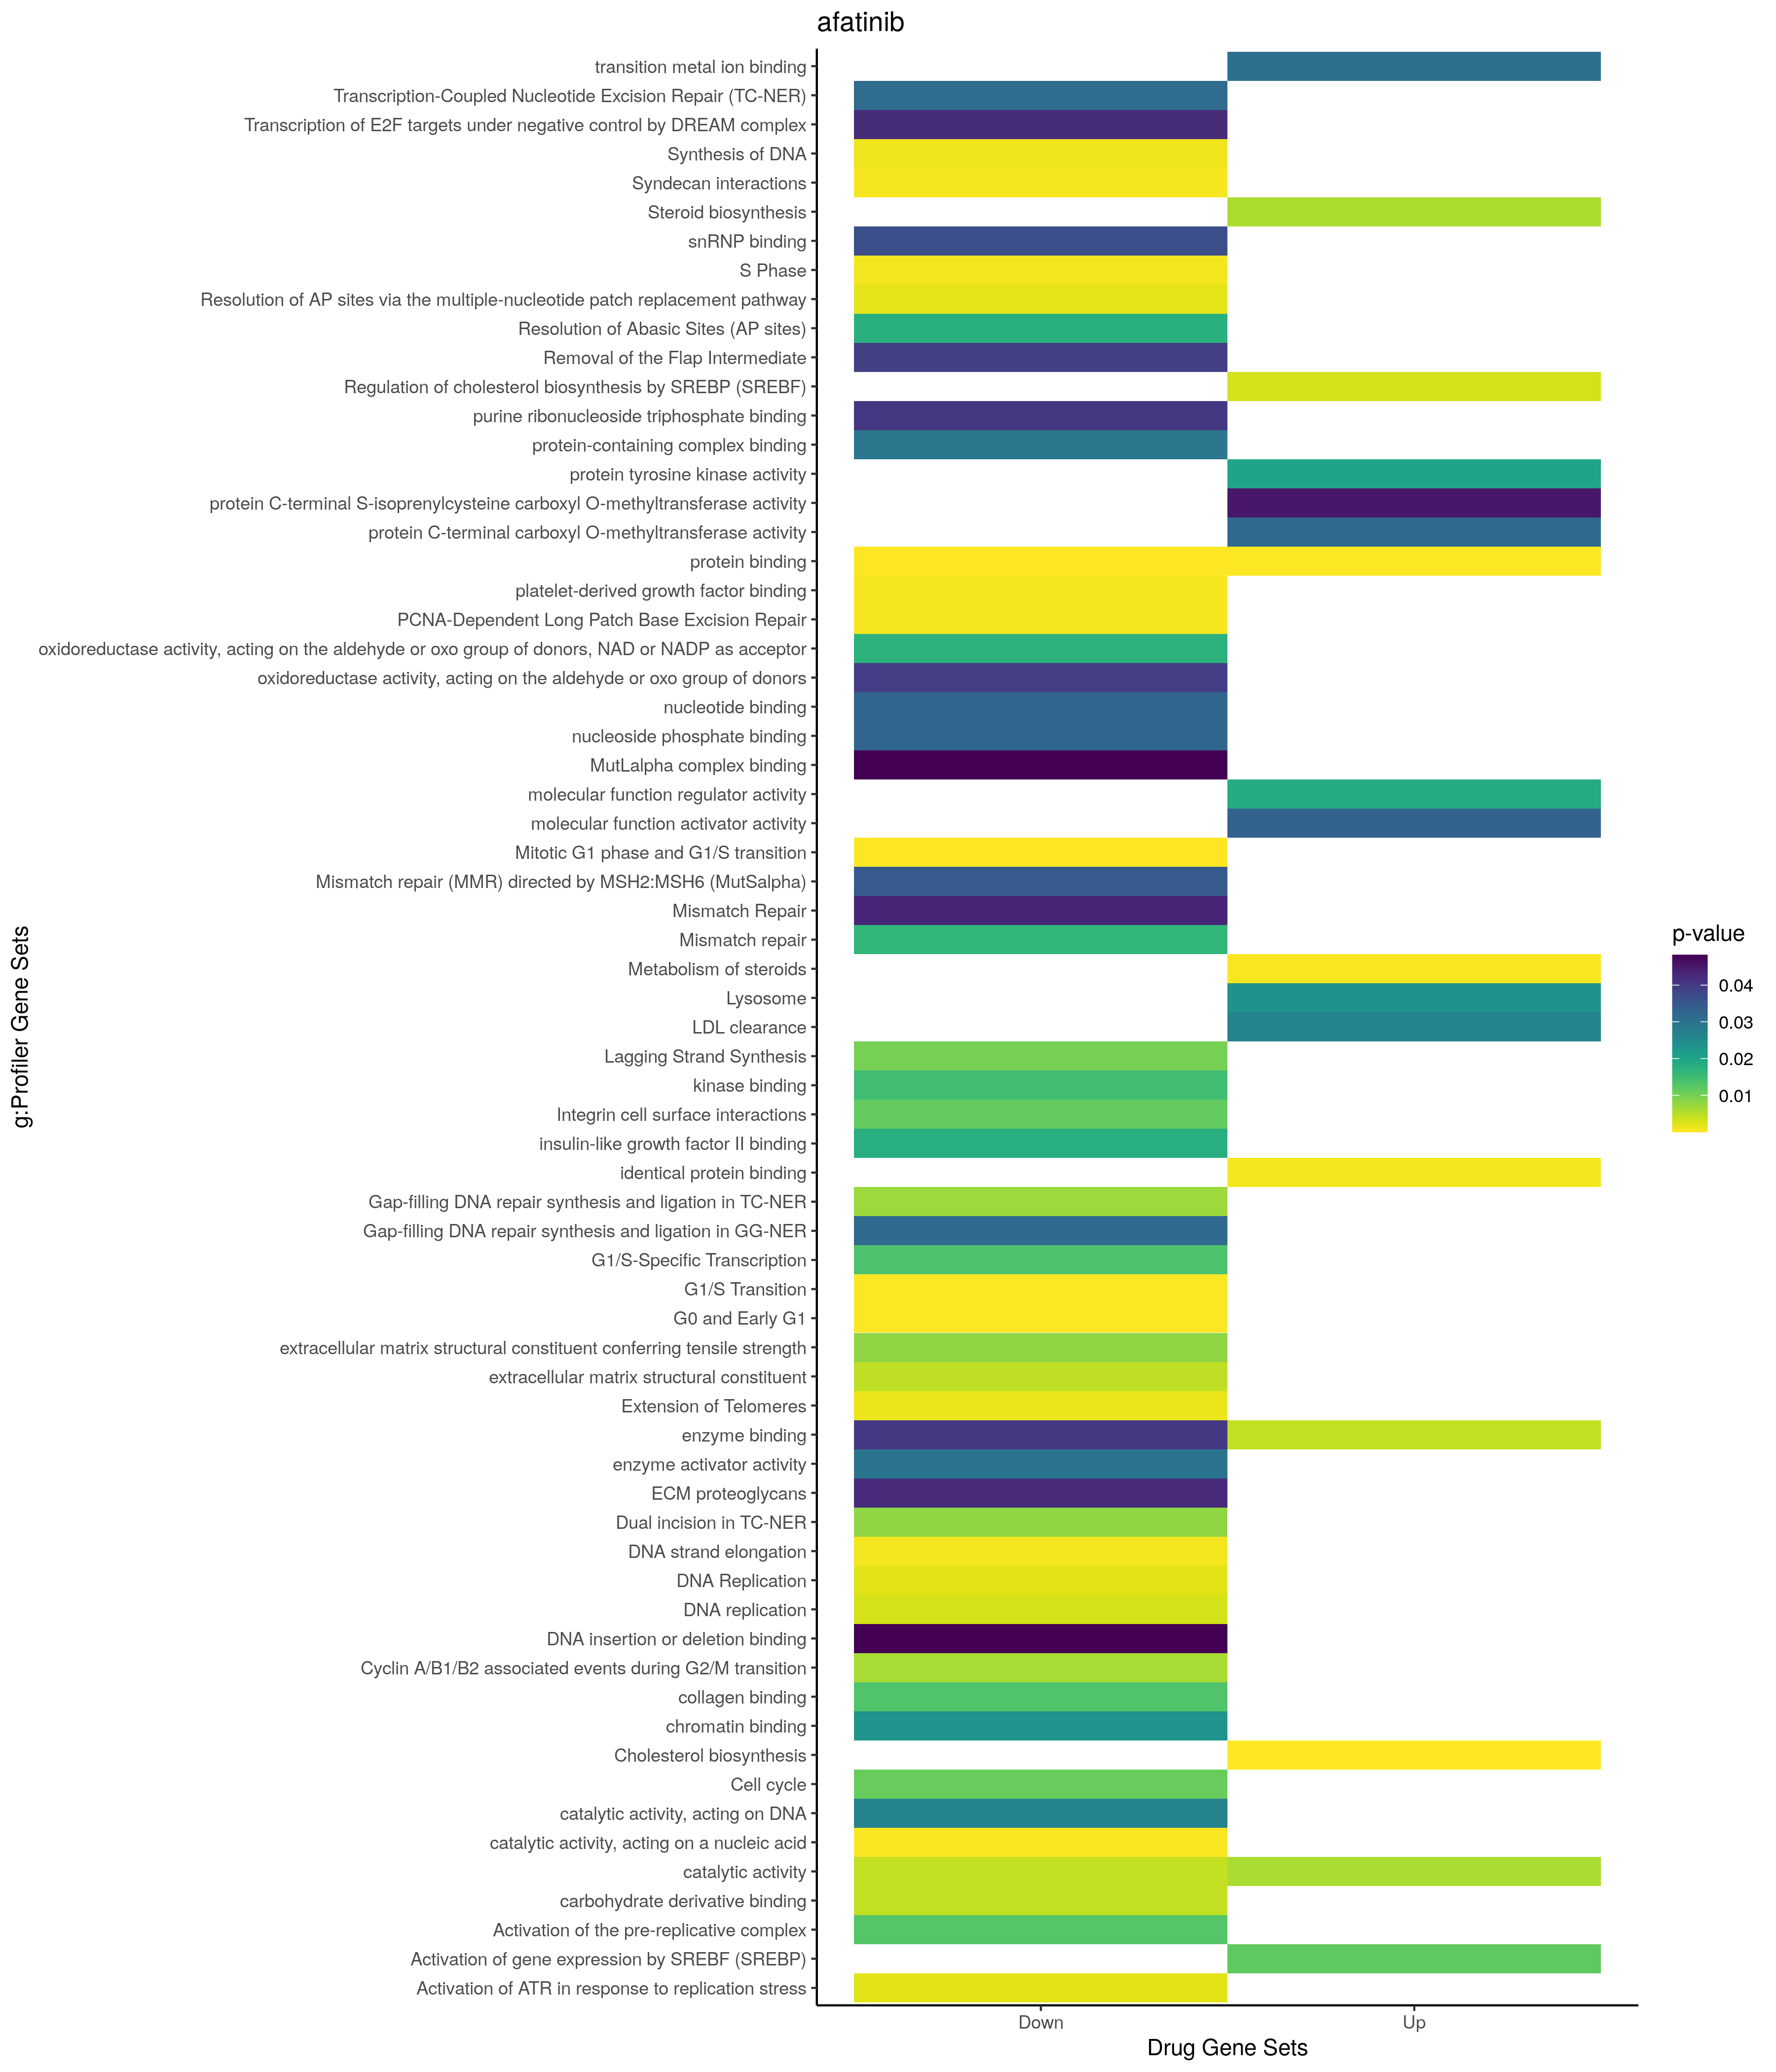 afatinib
transition metal ion binding
Transcription-Coupled Nucleotide Excision Repair (TC-NER)
Transcription of E2F targets under negative control by DREAM complex
Synthesis of DNA
Syndecan interactions
Steroid biosynthesis
snRNP binding
S Phase
Resolution of AP sites via the multiple-nucleotide patch replacement pathway
Resolution of Abasic Sites (AP sites)
Removal of the Flap Intermediate
Regulation of cholesterol biosynthesis by SREBP (SREBF)
purine ribonucleoside triphosphate binding
protein-containing complex binding
protein tyrosine kinase activity
protein C-terminal S-isoprenylcysteine carboxyl O-methyltransferase activity
protein C-terminal carboxyl O-methyltransferase activity
protein binding
platelet-derived growth factor binding
PCNA-Dependent Long Patch Base Excision Repair
oxidoreductase activity, acting on the aldehyde or oxo group of donors, NAD or NADP as acceptor
oxidoreductase activity, acting on the aldehyde or oxo group of donors
nucleotide binding
nucleoside phosphate binding
MutLalpha complex binding
molecular function regulator activity
molecular function activator activity
Mitotic G1 phase and G1/S transition
Mismatch repair (MMR) directed by MSH2:MSH6 (MutSalpha)
Mismatch Repair
Mismatch repair
Metabolism of steroids
Lysosome
LDL clearance
Lagging Strand Synthesis
kinase binding
Integrin cell surface interactions
insulin-like growth factor II binding
identical protein binding
Gap-filling DNA repair synthesis and ligation in TC-NER
Gap-filling DNA repair synthesis and ligation in GG-NER
G1/S-Specific Transcription
G1/S Transition
G0 and Early G1
extracellular matrix structural constituent conferring tensile strength
extracellular matrix structural constituent
Extension of Telomeres
enzyme binding
enzyme activator activity
ECM proteoglycans
Dual incision in TC-NER
DNA strand elongation
DNA Replication
DNA replication
DNA insertion or deletion binding
Cyclin A/B1/B2 associated events during G2/M transition
collagen binding
chromatin binding
Cholesterol biosynthesis
Cell cycle
catalytic activity, acting on DNA
catalytic activity, acting on a nucleic acid
catalytic activity
carbohydrate derivative binding
Activation of the pre-replicative complex
Activation of gene expression by SREBF (SREBP)
Activation of ATR in response to replication stress
g:Profiler Gene Sets
Down
Up
Drug Gene Sets
p-value
0.04
0.03
0.02
0.01